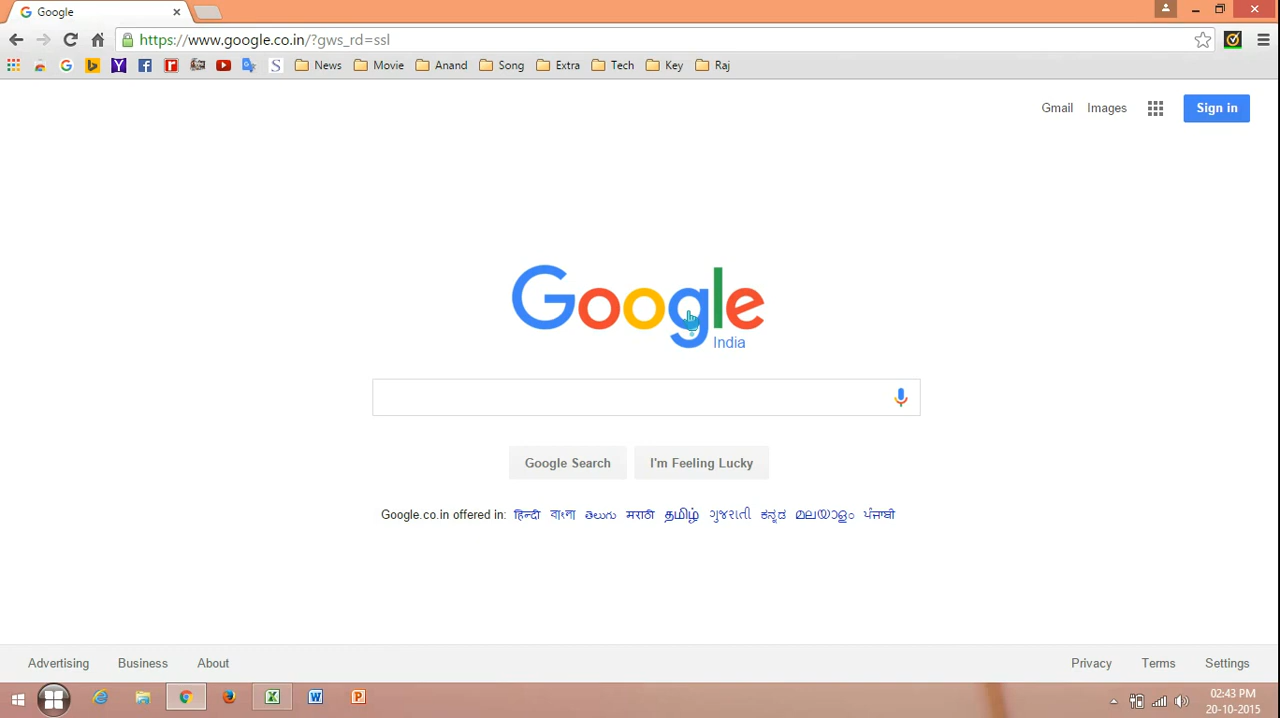 Google
https://www.google.co.in/?gws_rd=ssl
News Movie Anand Song Extra Tech Key Raj
Gmail Images Sign in
Google
India
Google Search I'm Feeling Lucky
Google.co.in offered in: हिन्दी বাংলা తెలుగు मराठी தமிழ் ગુજરાતી ಕನ್ನಡ മലയാളം ਪੰਜਾਬੀ
Advertising Business About Privacy Terms Settings
02:43 PM
20-10-2015